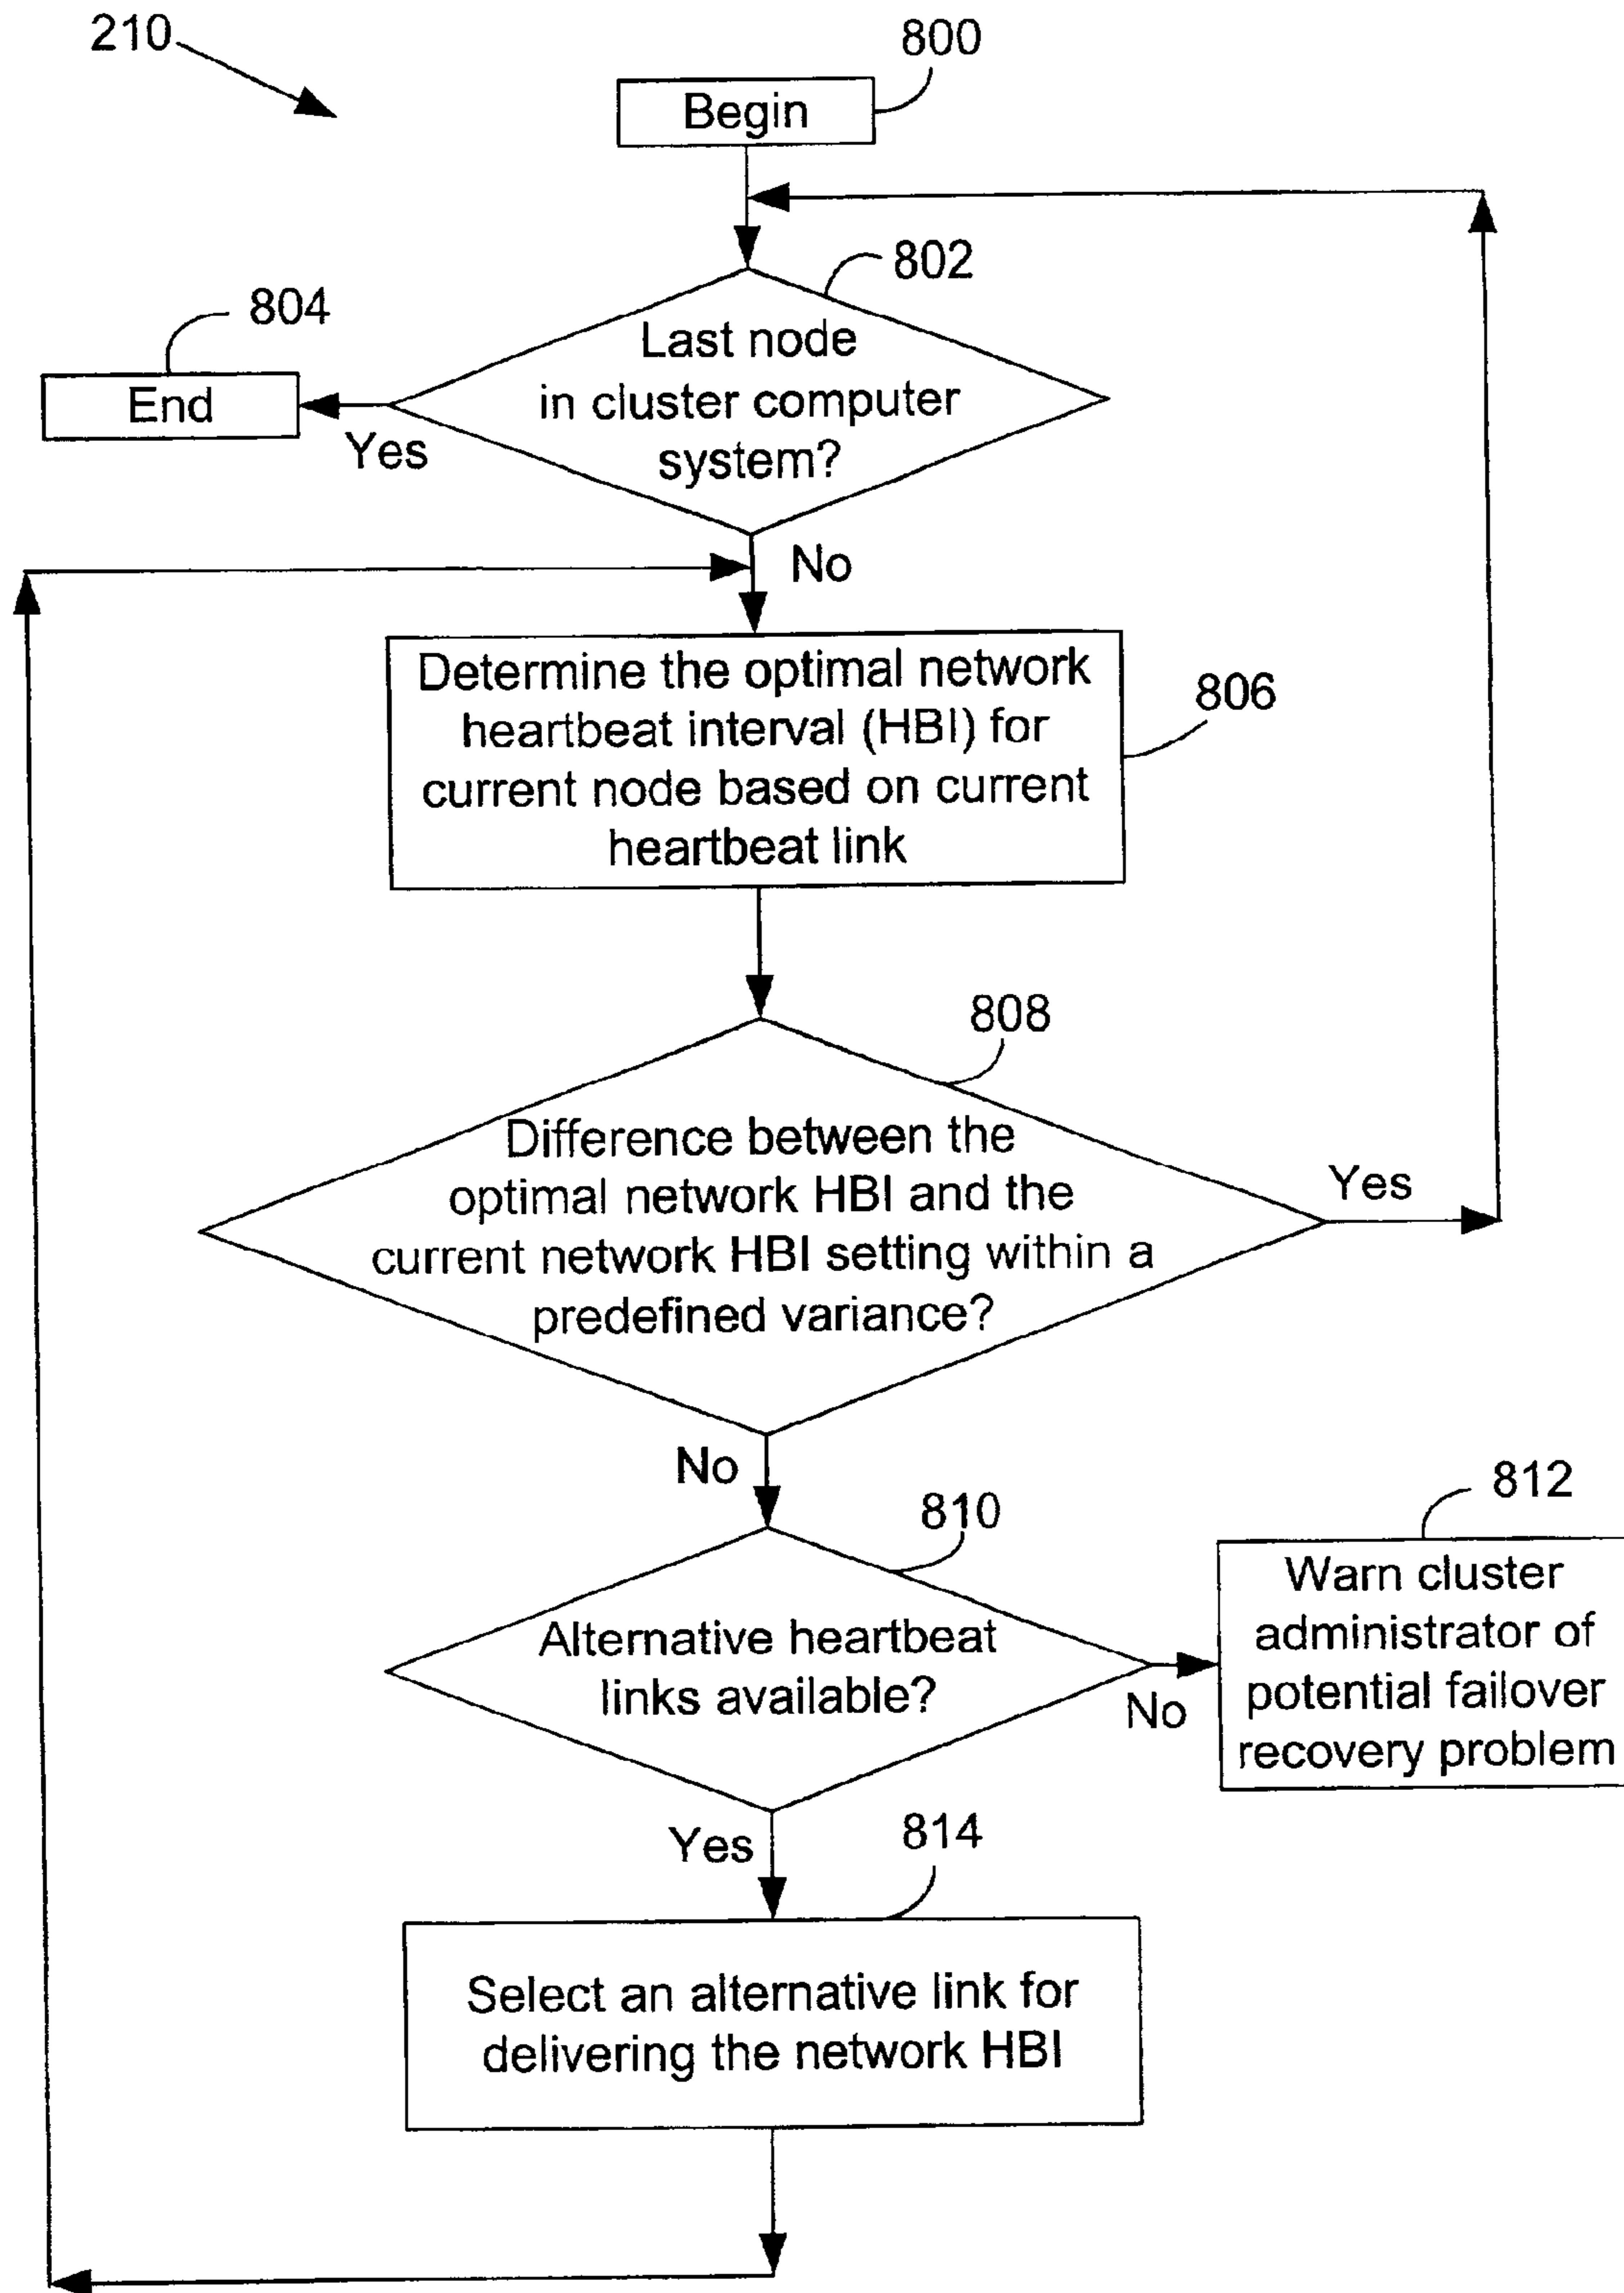 210
800
Begin
802
804
Last node
in cluster computer
system?
End
Yes
No
Determine the optimal network
heartbeat interval (HBI) for
current node based on current
heartbeat link
806
808
Difference between the
optimal network HBI and the
current network HBI setting within a
predefined variance?
Yes
No
810
812
Alternative heartbeat
links available?
No
Warn cluster
administrator of
potential failover
recovery problem
Yes
814
Select an alternative link for
delivering the network HBI